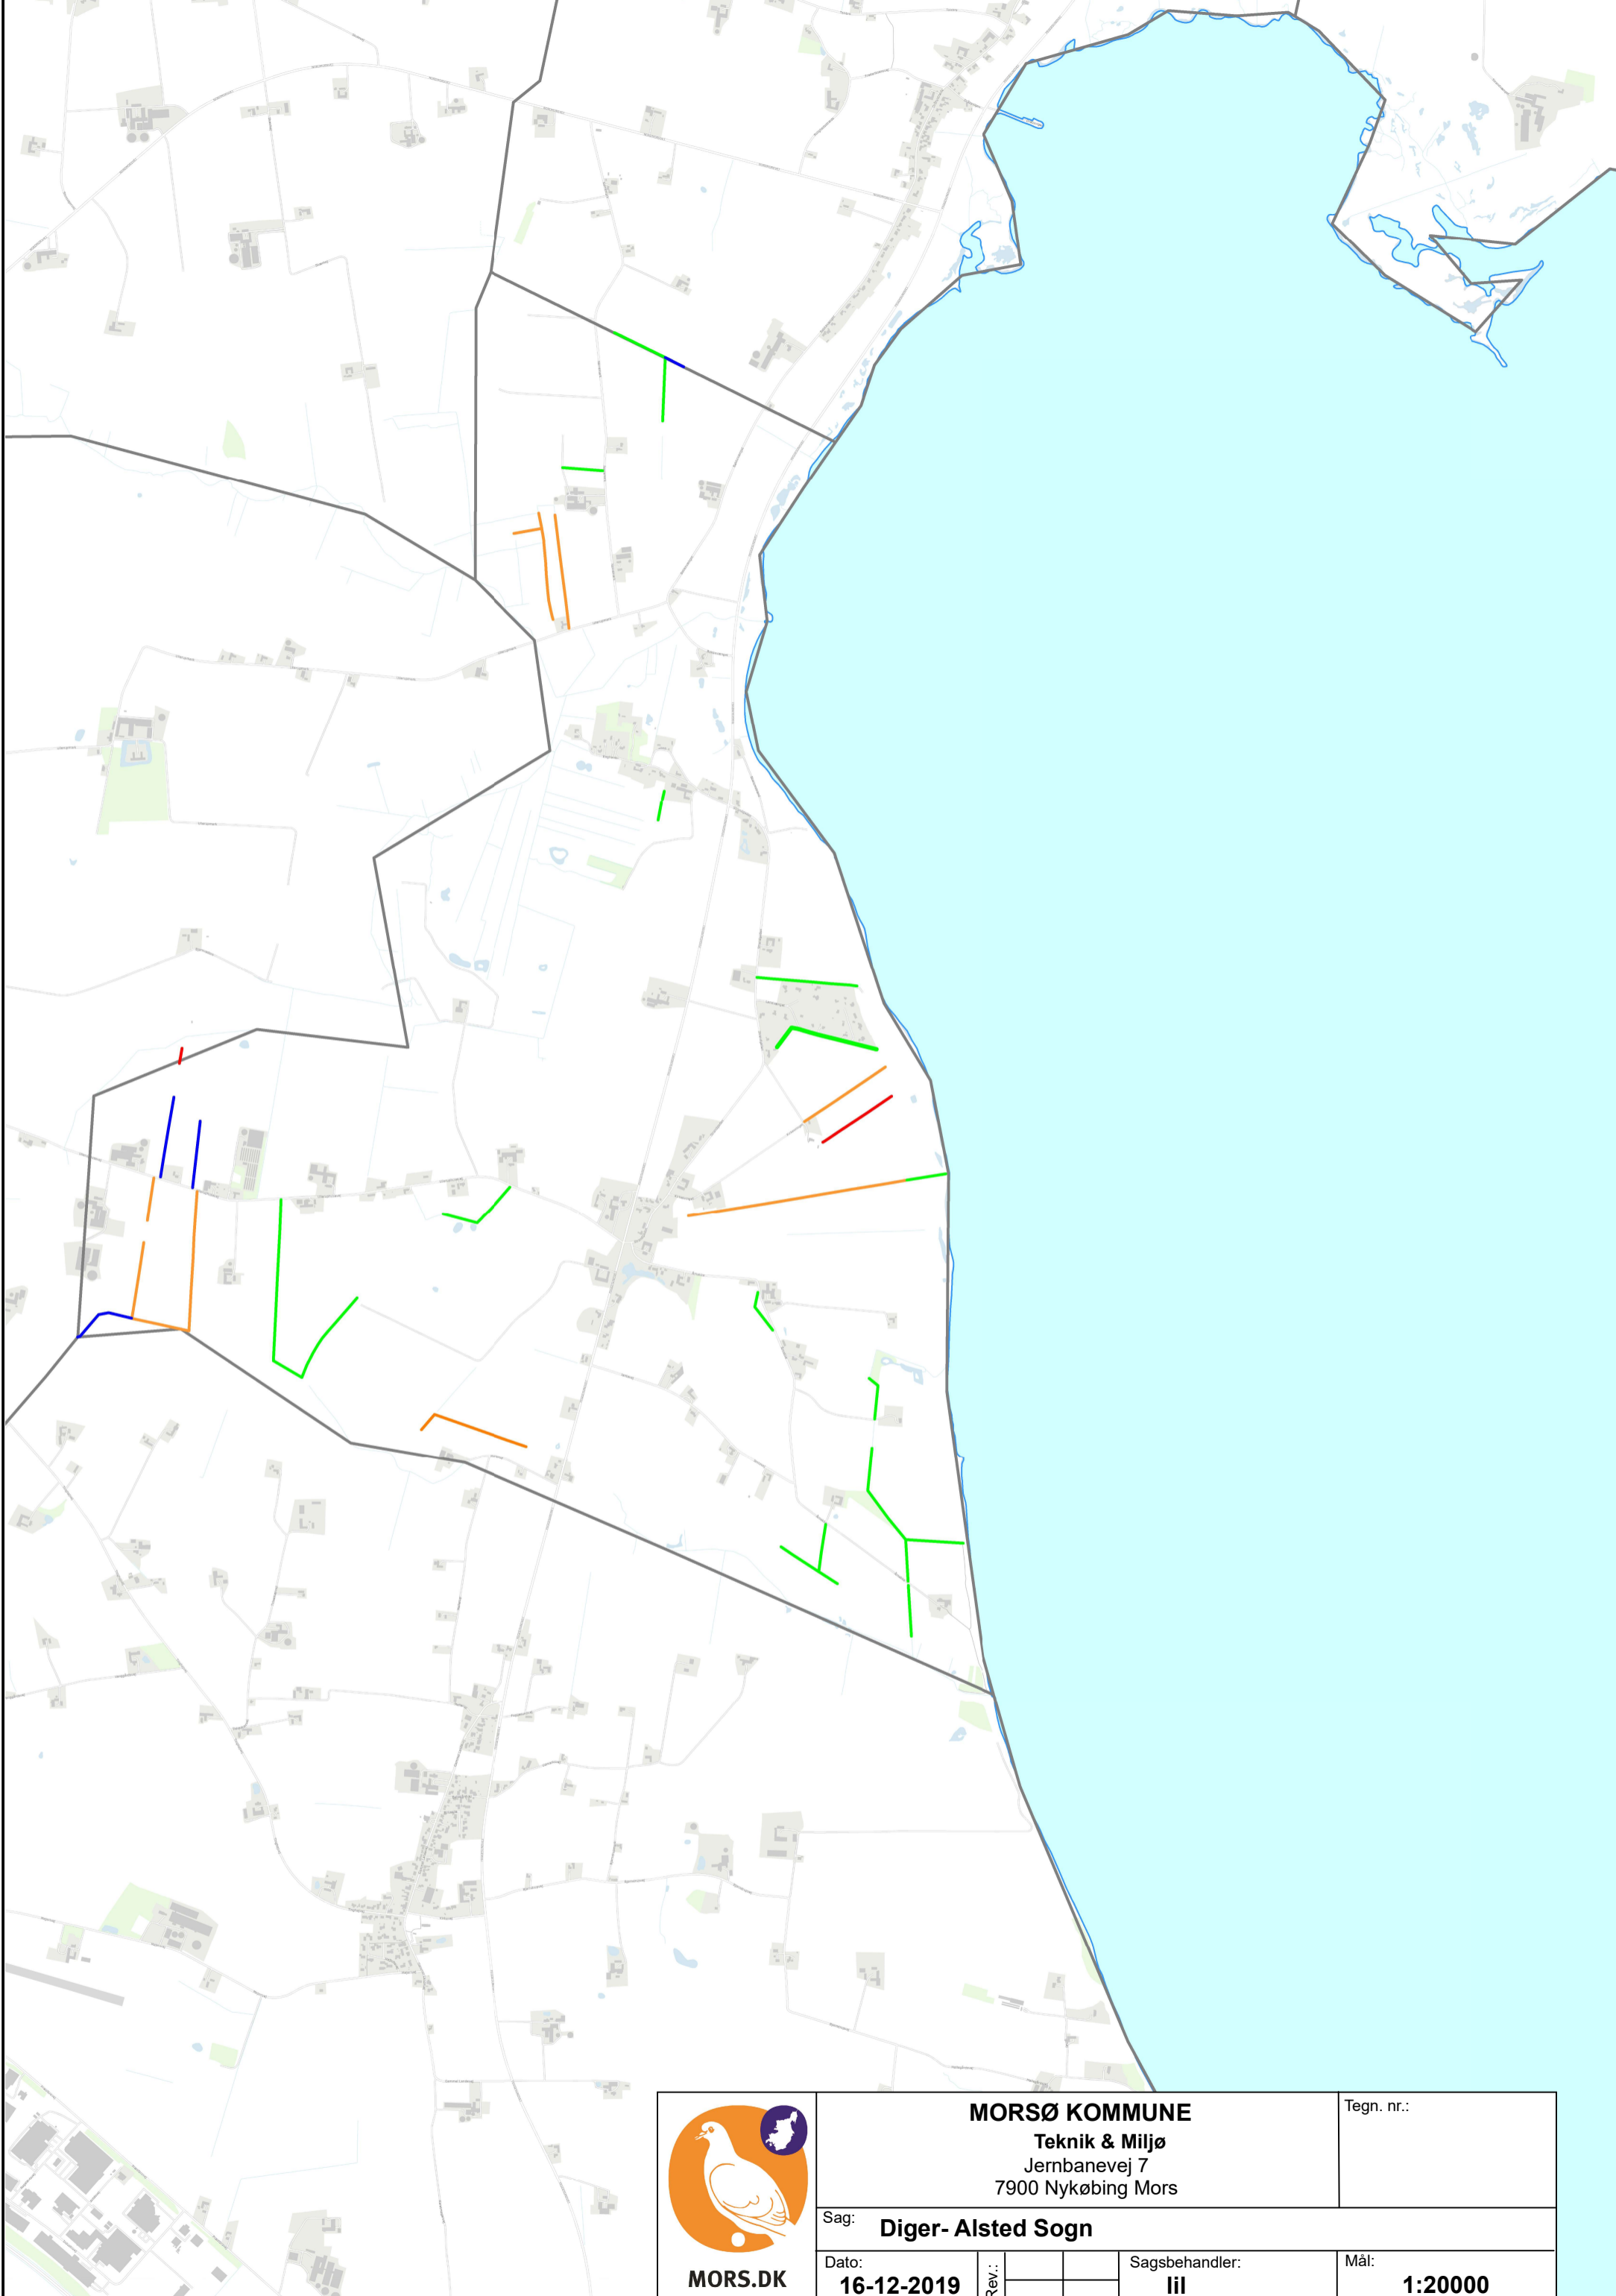 MORSØ KOMMUNE
Teknik & Miljø
Jernbanevej 7
7900 Nykøbing Mors
Tegn. nr.:
Sag: Diger- Alsted Sogn
MORS.DK
Dato:
16-12-2019
Rev.:
Sagsbehandler:
lil
Mål:
1:20000